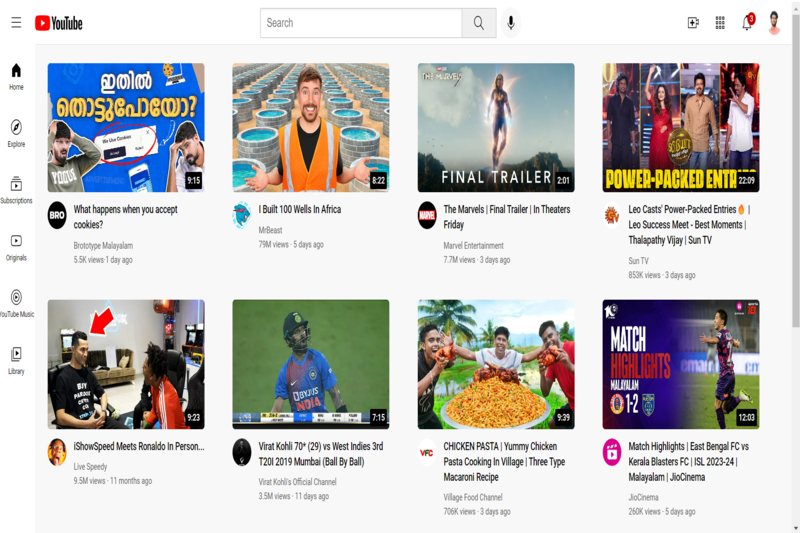 YouTube
Search
3
Home
Explore
Subscriptions
Originals
YouTube Music
Library
ഇതിൽ
തൊട്ടുപോയോ?
We Use Cookies
VOGUE
9:15
BRO
What happens when you accept
cookies?
Brototype Malayalam
5.5K views · 1 day ago
8:22
I Built 100 Wells In Africa
MrBeast
79M views · 5 days ago
THE MARVELS
FINAL TRAILER
2:01
MARVEL
The Marvels | Final Trailer | In Theaters
Friday
Marvel Entertainment
7.7M views · 3 days ago
POWER-PACKED ENTRIES
22:09
Leo Casts' Power-Packed Entries🔥 |
Leo Success Meet - Best Moments |
Thalapathy Vijay | Sun TV
Sun TV
853K views · 3 days ago
9:23
iShowSpeed Meets Ronaldo In Person...
Live Speedy
9.5M views · 11 months ago
BYJU'S
INDIA
7:15
Virat Kohli 70* (29) vs West Indies 3rd
T20I 2019 Mumbai (Ball By Ball)
Virat Kohli's Official Channel
3.5M views · 11 days ago
9:39
VFC
CHICKEN PASTA | Yummy Chicken
Pasta Cooking In Village | Three Type
Macaroni Recipe
Village Food Channel
706K views · 3 days ago
MATCH
HIGHLIGHTS
MALAYALAM
1-2
12:03
Match Highlights | East Bengal FC vs
Kerala Blasters FC | ISL 2023-24 |
Malayalam | JioCinema
JioCinema
260K views · 5 days ago